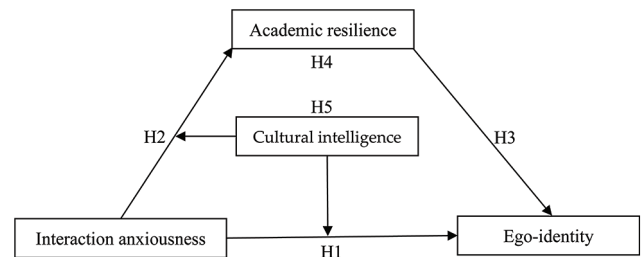 Academic resilience
H4
H5
H2
Cultural intelligence
H3
Interaction anxiousness
Ego-identity
H1